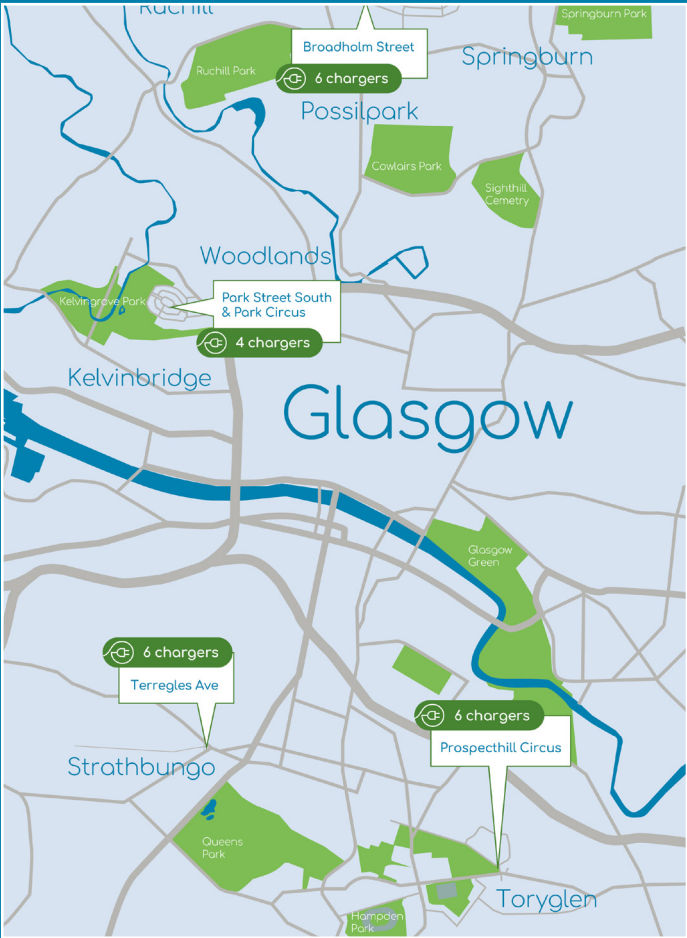 Ruchill
Springburn Park
Broadholm Street
Springburn
Ruchill Park
6 chargers
Possilpark
Cowlairs Park
Sighthill
Cemetery
Woodlands
Kelvingrove Park
Park Street South
& Park Circus
4 chargers
Kelvinbridge
Glasgow
Glasgow
Green
6 chargers
Terregles Ave
6 chargers
Prospecthill Circus
Strathbungo
Queens
Park
Toryglen
Hampden
Park